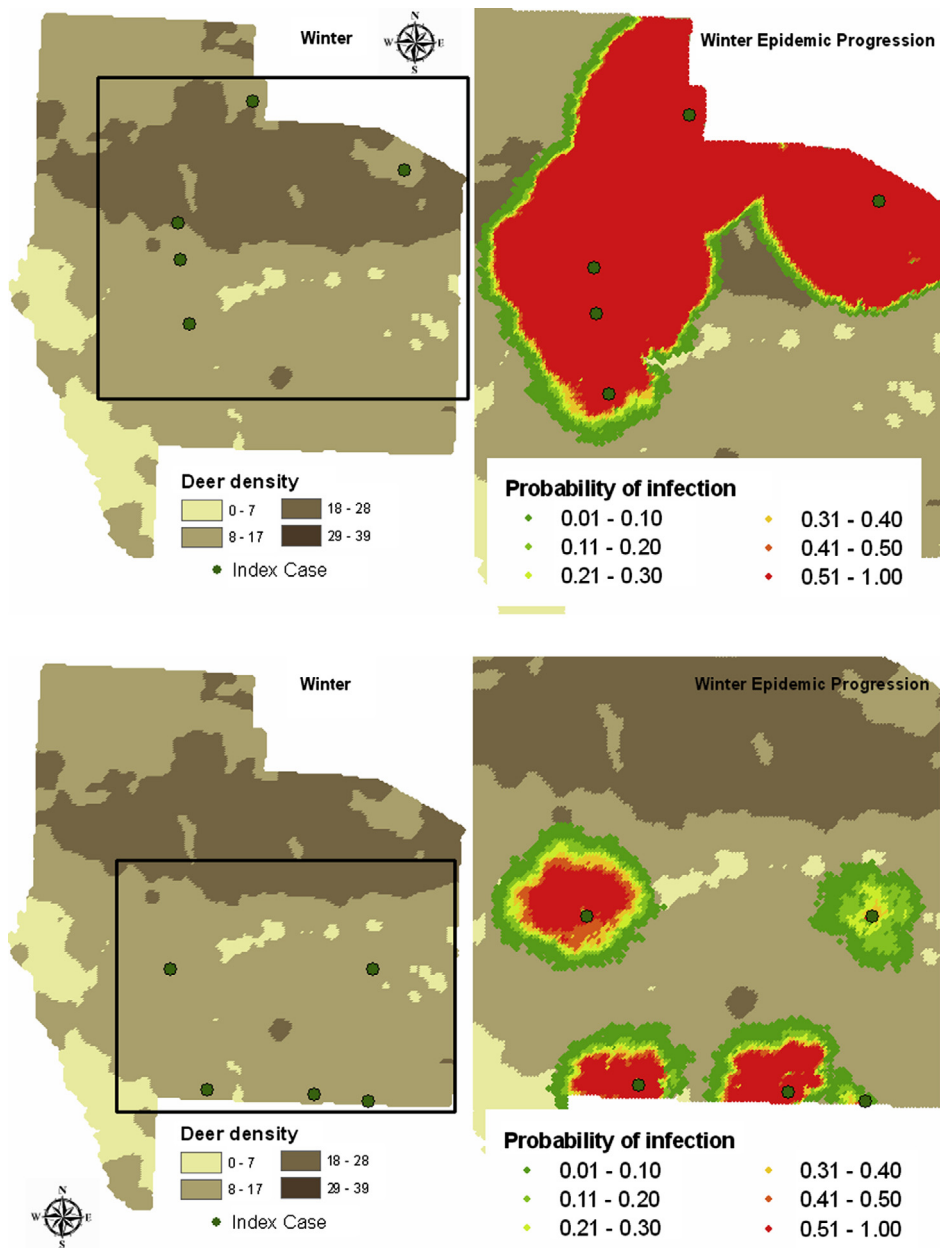 Winter
N
W E
S
Winter Epidemic Progression
Deer density
0 - 7 18 - 28
8 - 17 29 - 39
Index Case
Probability of infection
0.01 - 0.10 0.31 - 0.40
0.11 - 0.20 0.41 - 0.50
0.21 - 0.30 0.51 - 1.00
Winter
Winter Epidemic Progression
Deer density
0 - 7 18 - 28
8 - 17 29 - 39
Index Case
N
W E
S
Probability of infection
0.01 - 0.10 0.31 - 0.40
0.11 - 0.20 0.41 - 0.50
0.21 - 0.30 0.51 - 1.00